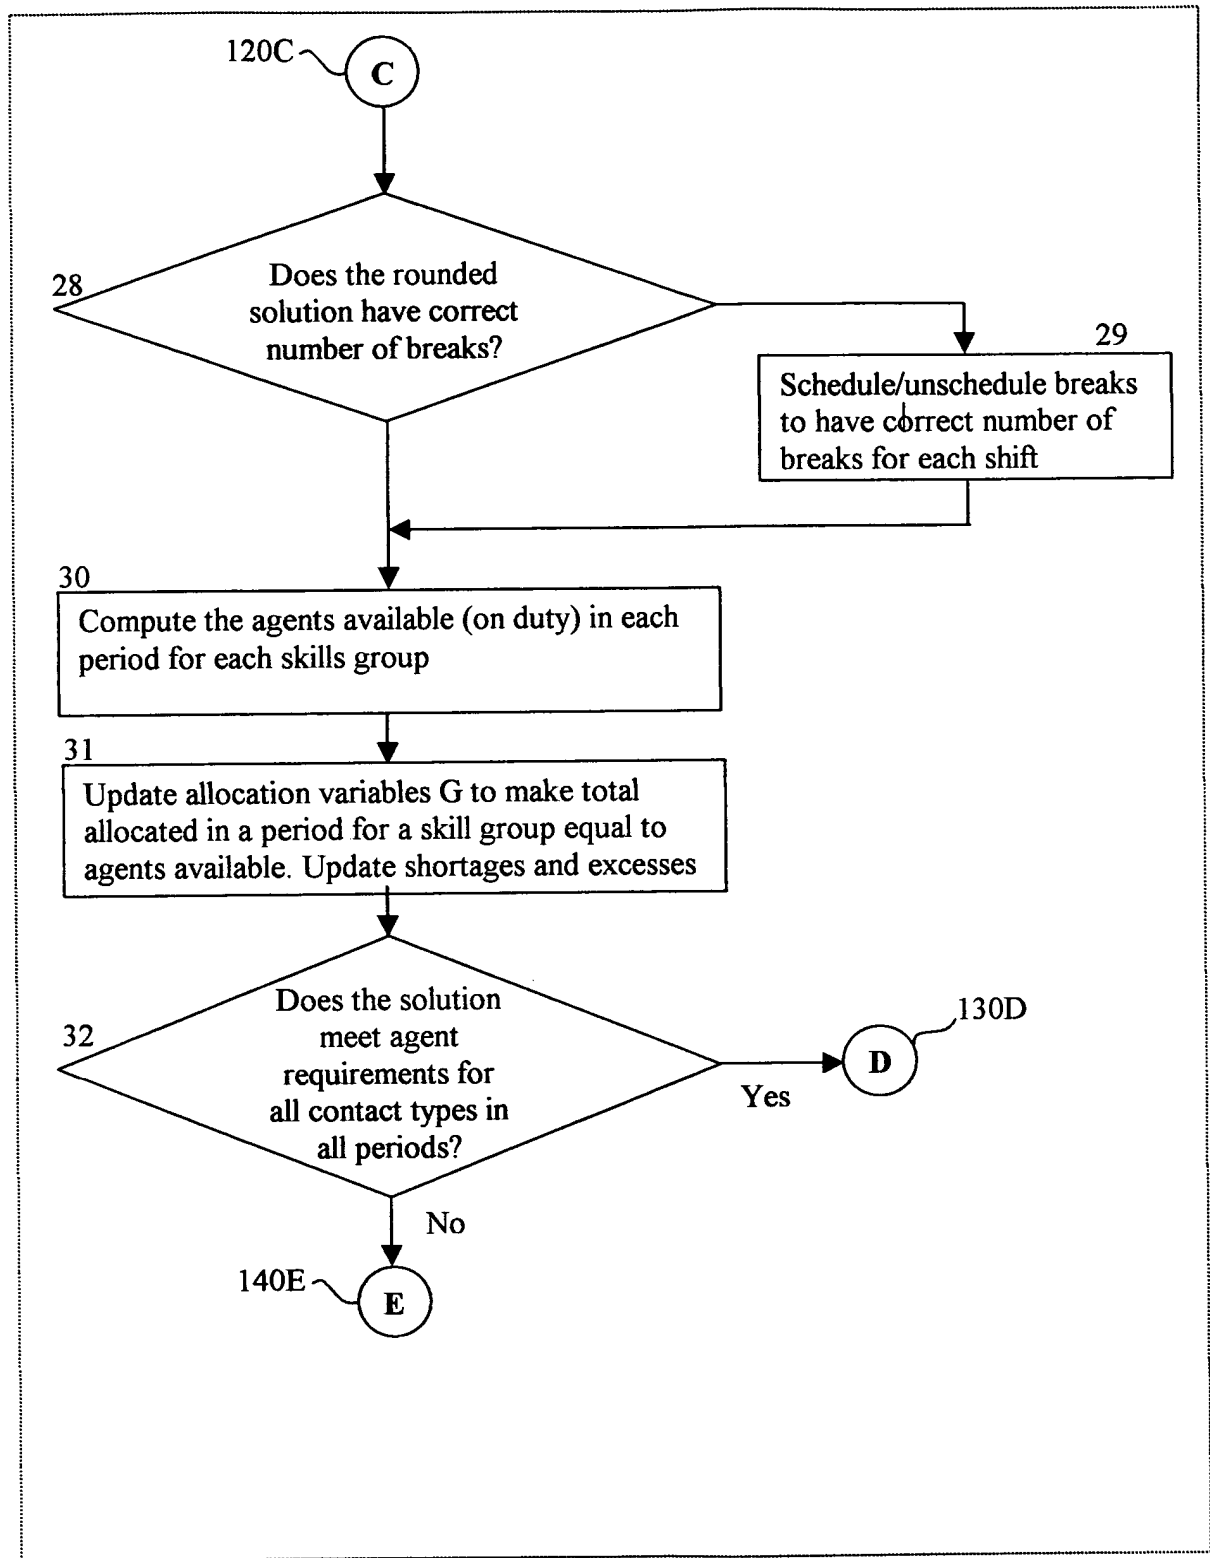 120C
C
28
Does the rounded
solution have correct
number of breaks?
29
Schedule/unschedule breaks
to have correct number of
breaks for each shift
30
Compute the agents available (on duty) in each
period for each skills group
31
Update allocation variables G to make total
allocated in a period for a skill group equal to
agents available. Update shortages and excesses
32
Does the solution
meet agent
requirements for
all contact types in
all periods?
130D
D
Yes
No
140E
E